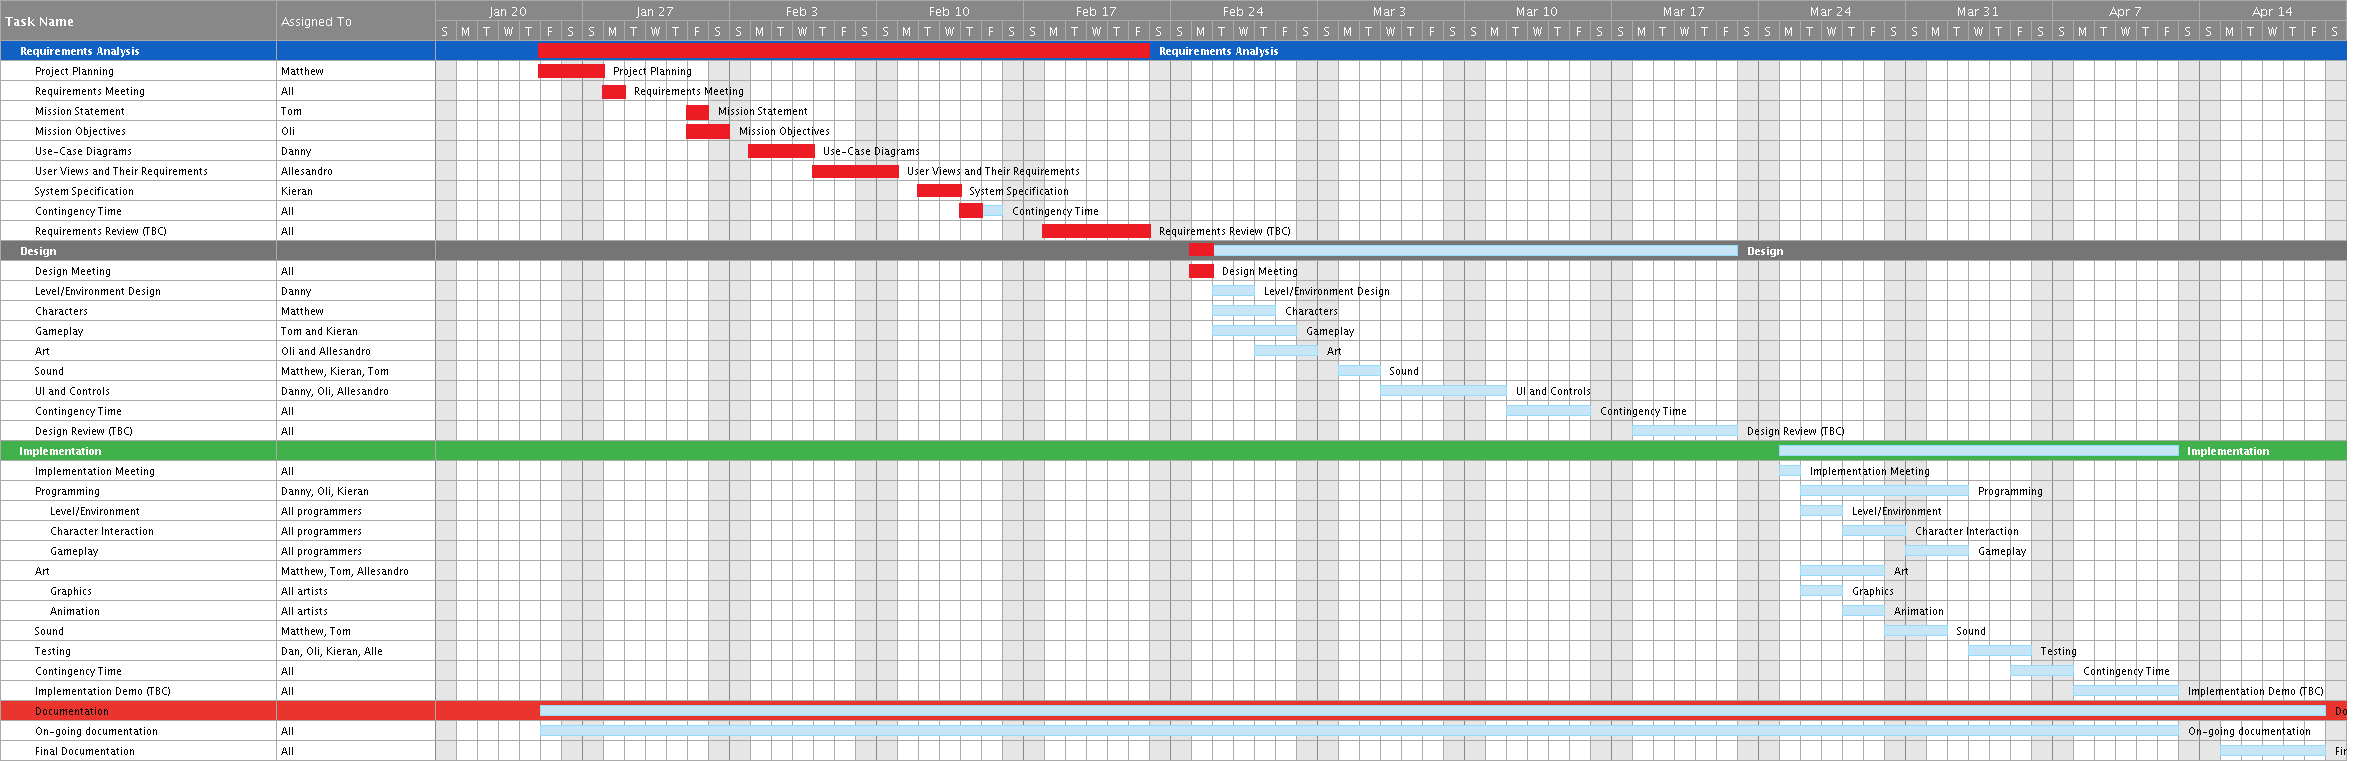 Task Name Assigned To Jan 20 Jan 27 Feb 3 Feb 10 Feb 17 Feb 24 Mar 3 Mar 10 Mar 17 Mar 24 Mar 31 Apr 7 Apr 14
S M T W T F S S M T W T F S S M T W T F S S M T W T F S S M T W T F S S M T W T F S S M T W T F S S M T W T F S S M T W T F S S M T W T F S S M T W T F S S M T W T F S S M T W T F S
Requirements Analysis Requirements Analysis
Project Planning Matthew Project Planning
Requirements Meeting All Requirements Meeting
Mission Statement Tom Mission Statement
Mission Objectives Oli Mission Objectives
Use-Case Diagrams Danny Use-Case Diagrams
User Views and Their Requirements Allesandro User Views and Their Requirements
System Specification Kieran System Specification
Contingency Time All Contingency Time
Requirements Review (TBC) All Requirements Review (TBC)
Design Design
Design Meeting All Design Meeting
Level/Environment Design Danny Level/Environment Design
Characters Matthew Characters
Gameplay Tom and Kieran Gameplay
Art Oli and Allesandro Art
Sound Matthew, Kieran, Tom Sound
UI and Controls Danny, Oli, Allesandro UI and Controls
Contingency Time All Contingency Time
Design Review (TBC) All Design Review (TBC)
Implementation Implementation
Implementation Meeting All Implementation Meeting
Programming Danny, Oli, Kieran Programming
Level/Environment All programmers Level/Environment
Character Interaction All programmers Character Interaction
Gameplay All programmers Gameplay
Art Matthew, Tom, Allesandro Art
Graphics All artists Graphics
Animation All artists Animation
Sound Matthew, Tom Sound
Testing Dan, Oli, Kieran, Alle Testing
Contingency Time All Contingency Time
Implementation Demo (TBC) All Implementation Demo (TBC)
Documentation Do
On-going documentation All On-going documentation
Final Documentation All Fir